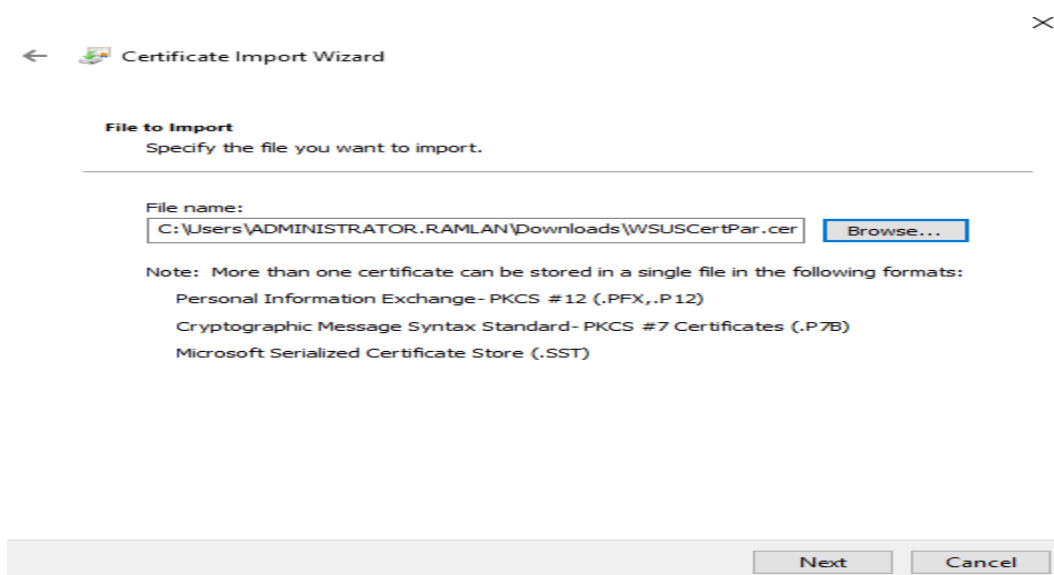 Certificate Import Wizard
File to Import
Specify the file you want to import.
File name:
C:\Users\ADMINISTRATOR.RAMLAN\Downloads\WSUSCertPar.cer
Browse...
Note: More than one certificate can be stored in a single file in the following formats:
Personal Information Exchange- PKCS #12 (.PFX,.P12)
Cryptographic Message Syntax Standard- PKCS #7 Certificates (.P7B)
Microsoft Serialized Certificate Store (.SST)
Next
Cancel